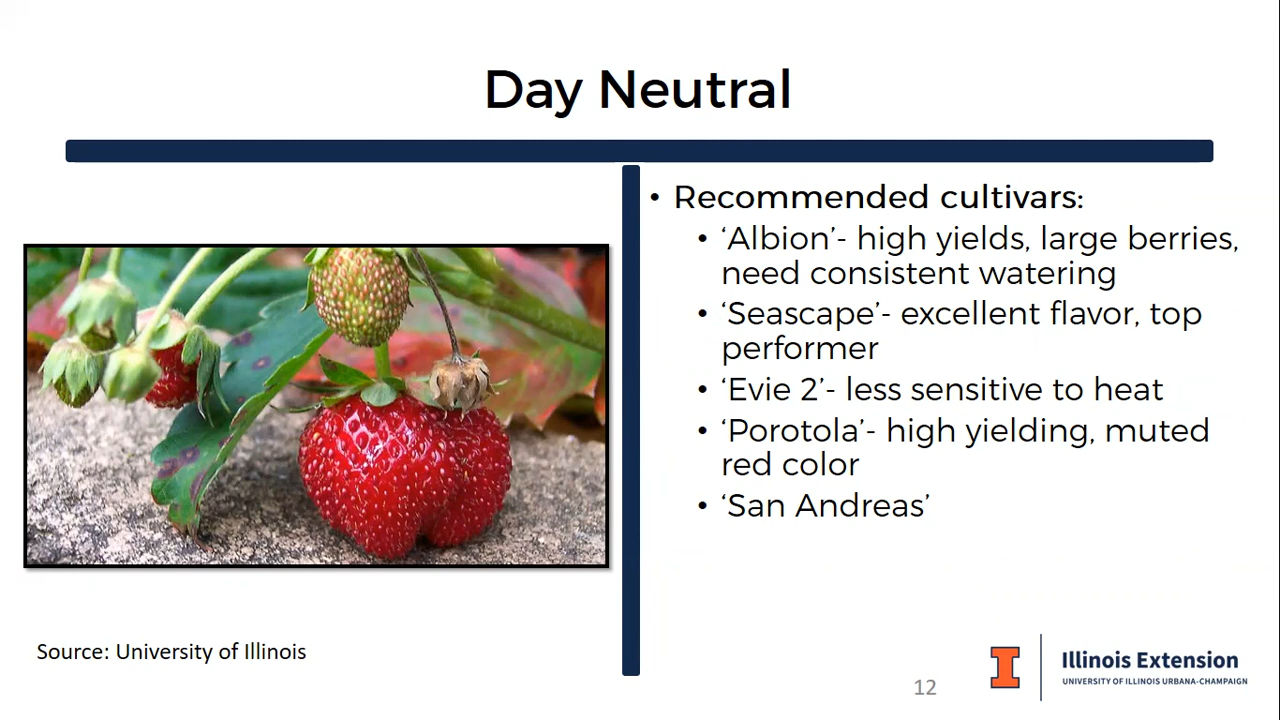 Day Neutral
• Recommended cultivars:
• ‘Albion’- high yields, large berries,
need consistent watering
• ‘Seascape’- excellent flavor, top
performer
• ‘Evie 2’- less sensitive to heat
• ‘Porotola’- high yielding, muted
red color
• ‘San Andreas’
Source: University of Illinois
12
I
Illinois Extension
UNIVERSITY OF ILLINOIS URBANA-CHAMPAIGN